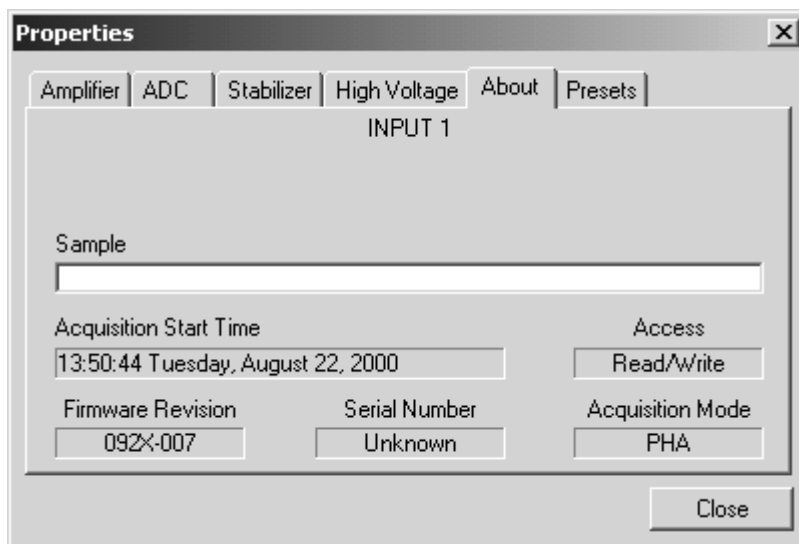 Properties
Amplifier ADC Stabilizer High Voltage About Presets
INPUT 1
Sample
Acquisition Start Time Access
13:50:44 Tuesday, August 22, 2000 Read/Write
Firmware Revision Serial Number Acquisition Mode
092X-007 Unknown PHA
Close